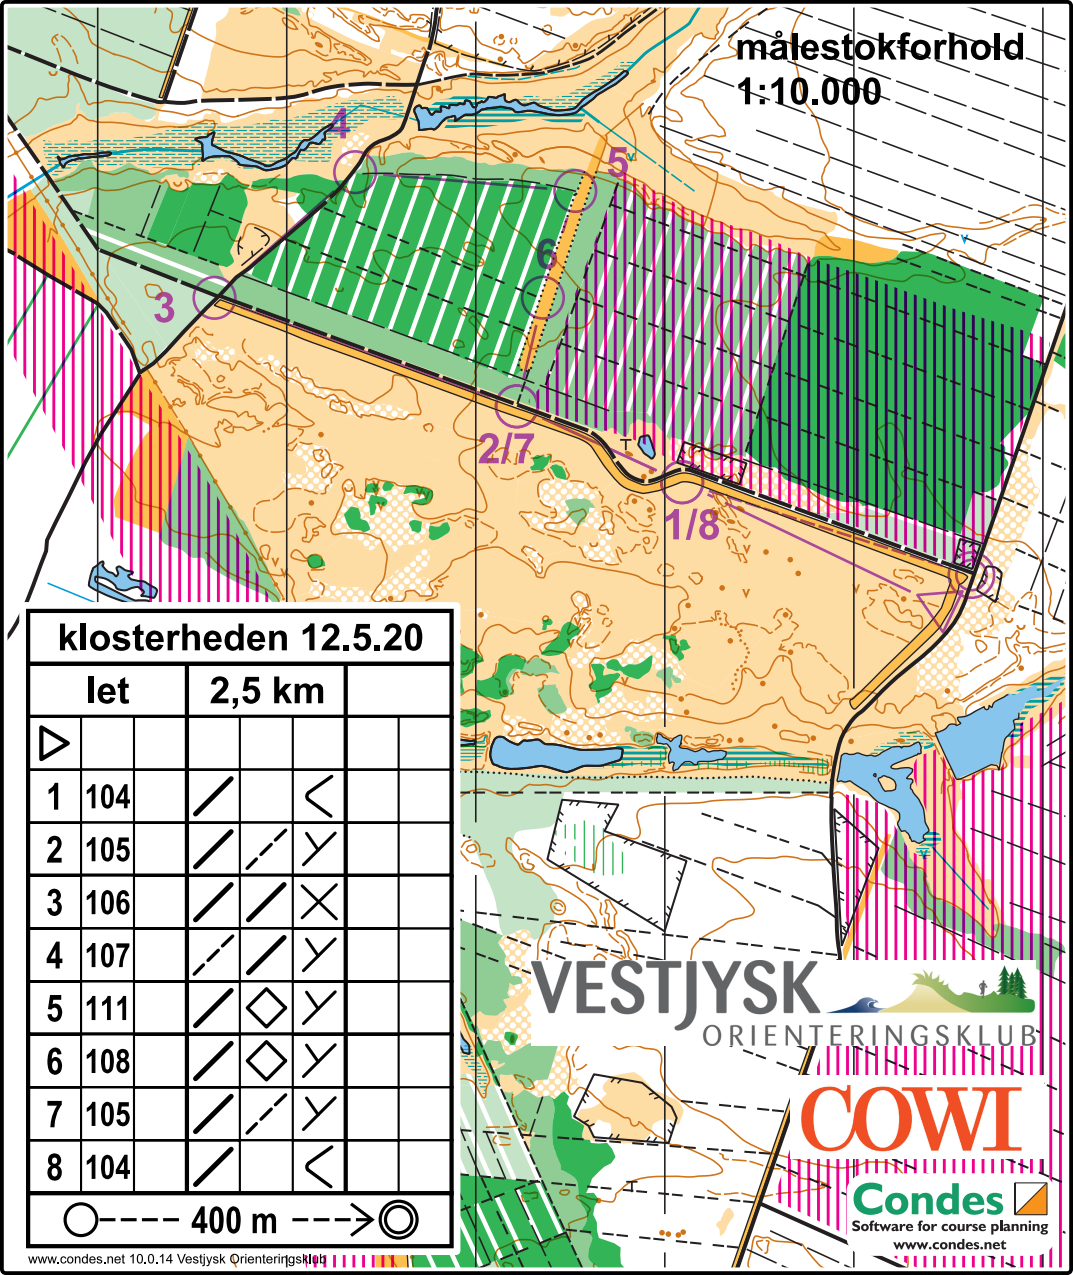 målestokforhold
1:10.000
4
5
6
3
2/7
1/8
T
klosterheden 12.5.20
let 2,5 km
1 104
2 105
3 106
4 107
5 111
6 108
7 105
8 104
400 m
VESTJYSK
ORIENTERINGSKLUB
COWI
Condes
Software for course planning
www.condes.net
www.condes.net 10.0.14 Vestjysk Orienteringsklub